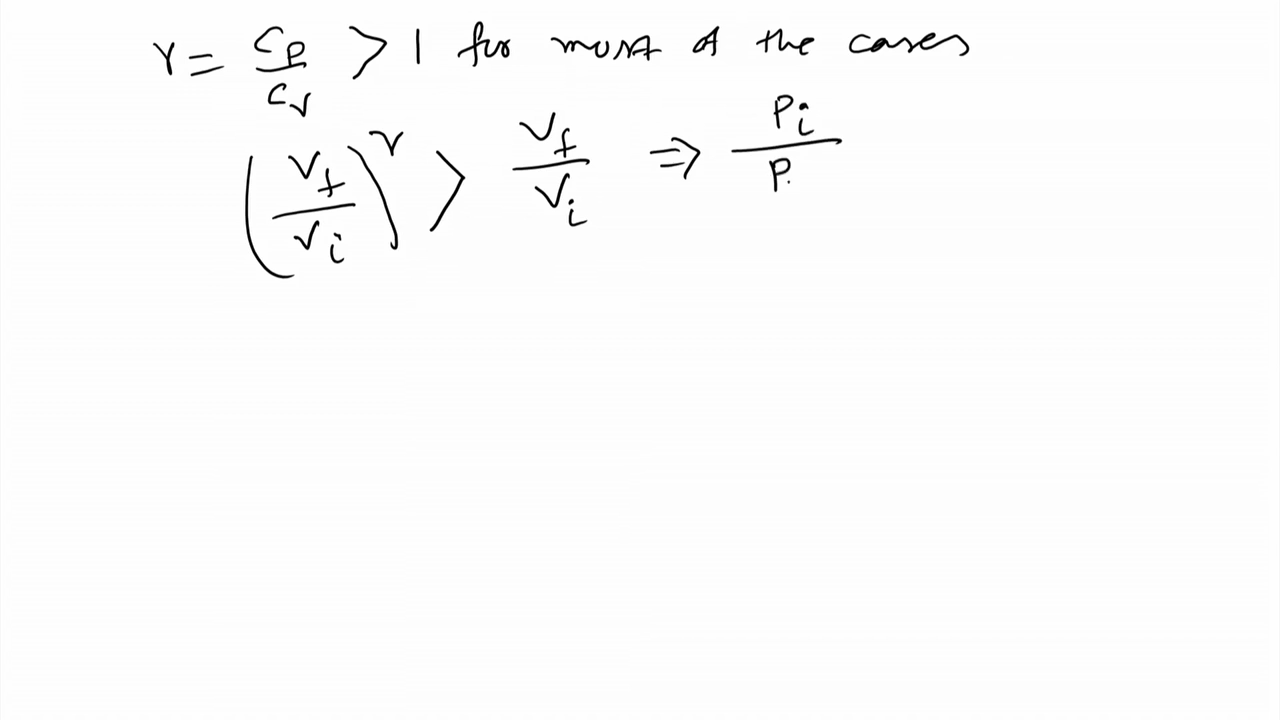 γ = Cp/Cv > 1 for most of the cases
(Vf/Vi)^γ > Vf/Vi ⇒ Pi/P.